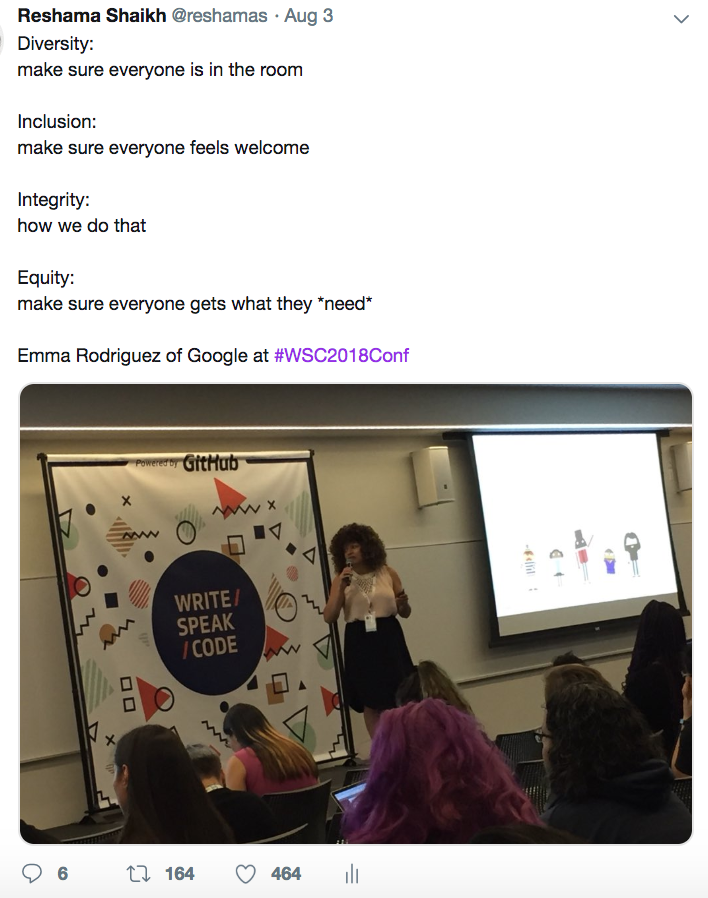 Reshama Shaikh @reshamas · Aug 3
Diversity:
make sure everyone is in the room
Inclusion:
make sure everyone feels welcome
Integrity:
how we do that
Equity:
make sure everyone gets what they *need*
Emma Rodriguez of Google at #WSC2018Conf
Powered by GitHub
WRITE/
SPEAK
/CODE
6 164 464